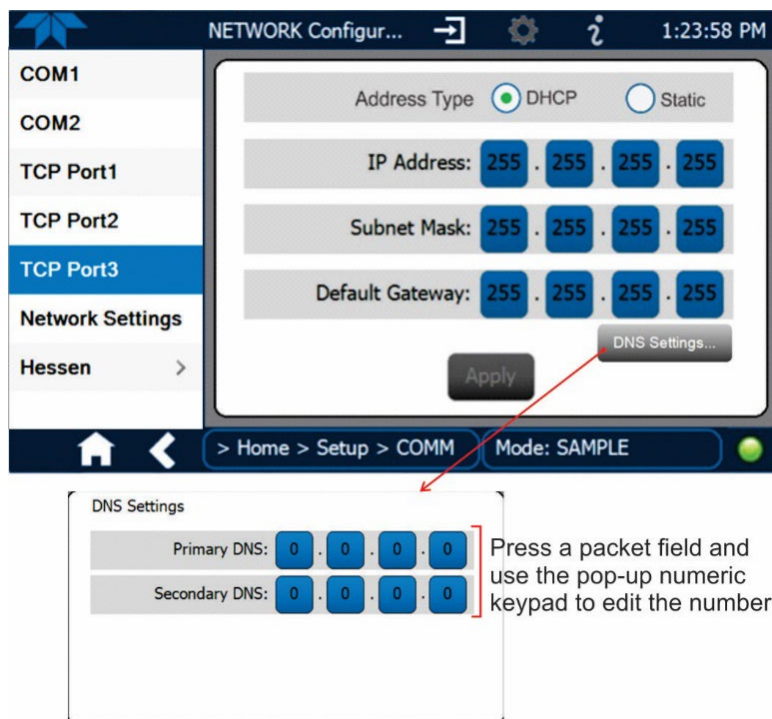 NETWORK Configur... 1:23:58 PM
COM1
COM2
TCP Port1
TCP Port2
TCP Port3
Network Settings
Hessen >
Address Type DHCP Static
IP Address: 255 . 255 . 255 . 255
Subnet Mask: 255 . 255 . 255 . 255
Default Gateway: 255 . 255 . 255 . 255
DNS Settings...
Apply
> Home > Setup > COMM Mode: SAMPLE
DNS Settings
Primary DNS: 0 . 0 . 0 . 0
Secondary DNS: 0 . 0 . 0 . 0
Press a packet field and
use the pop-up numeric
keypad to edit the number